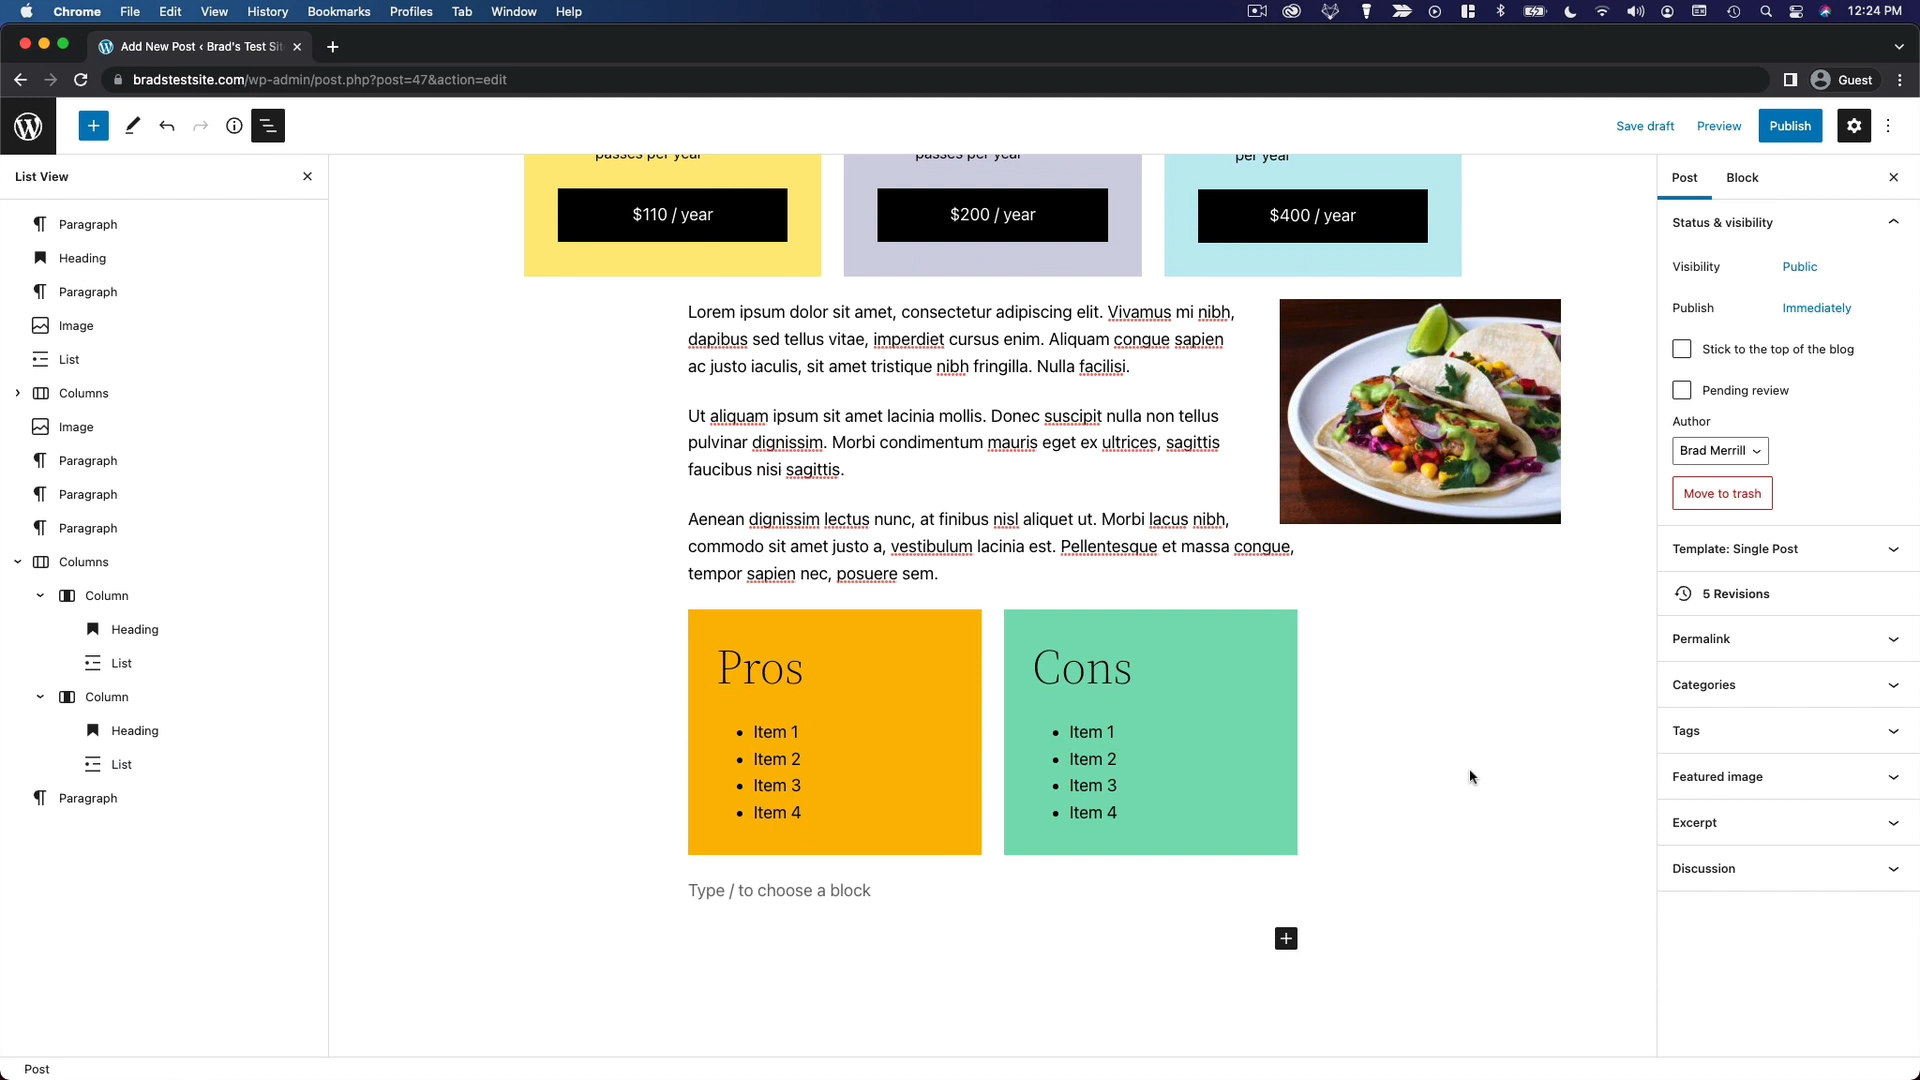 Chrome File Edit View History Bookmarks Profiles Tab Window Help 12:24 PM
Add New Post ‹ Brad's Test Sit
bradstestsite.com/wp-admin/post.php?post=47&action=edit Guest
Save draft Preview Publish
List View
Paragraph
Heading
Paragraph
Image
List
Columns
Image
Paragraph
Paragraph
Paragraph
Columns
Column
Heading
List
Column
Heading
List
Paragraph
passes per year
$110 / year
passes per year
$200 / year
per year
$400 / year
Lorem ipsum dolor sit amet, consectetur adipiscing elit. Vivamus mi nibh,
dapibus sed tellus vitae, imperdiet cursus enim. Aliquam congue sapien
ac justo iaculis, sit amet tristique nibh fringilla. Nulla facilisi.
Ut aliquam ipsum sit amet lacinia mollis. Donec suscipit nulla non tellus
pulvinar dignissim. Morbi condimentum mauris eget ex ultrices, sagittis
faucibus nisi sagittis.
Aenean dignissim lectus nunc, at finibus nisl aliquet ut. Morbi lacus nibh,
commodo sit amet justo a, vestibulum lacinia est. Pellentesque et massa congue,
tempor sapien nec, posuere sem.
Pros
Item 1
Item 2
Item 3
Item 4
Cons
Item 1
Item 2
Item 3
Item 4
Type / to choose a block
Post Block
Status & visibility
Visibility Public
Publish Immediately
Stick to the top of the blog
Pending review
Author
Brad Merrill
Move to trash
Template: Single Post
5 Revisions
Permalink
Categories
Tags
Featured image
Excerpt
Discussion
Post